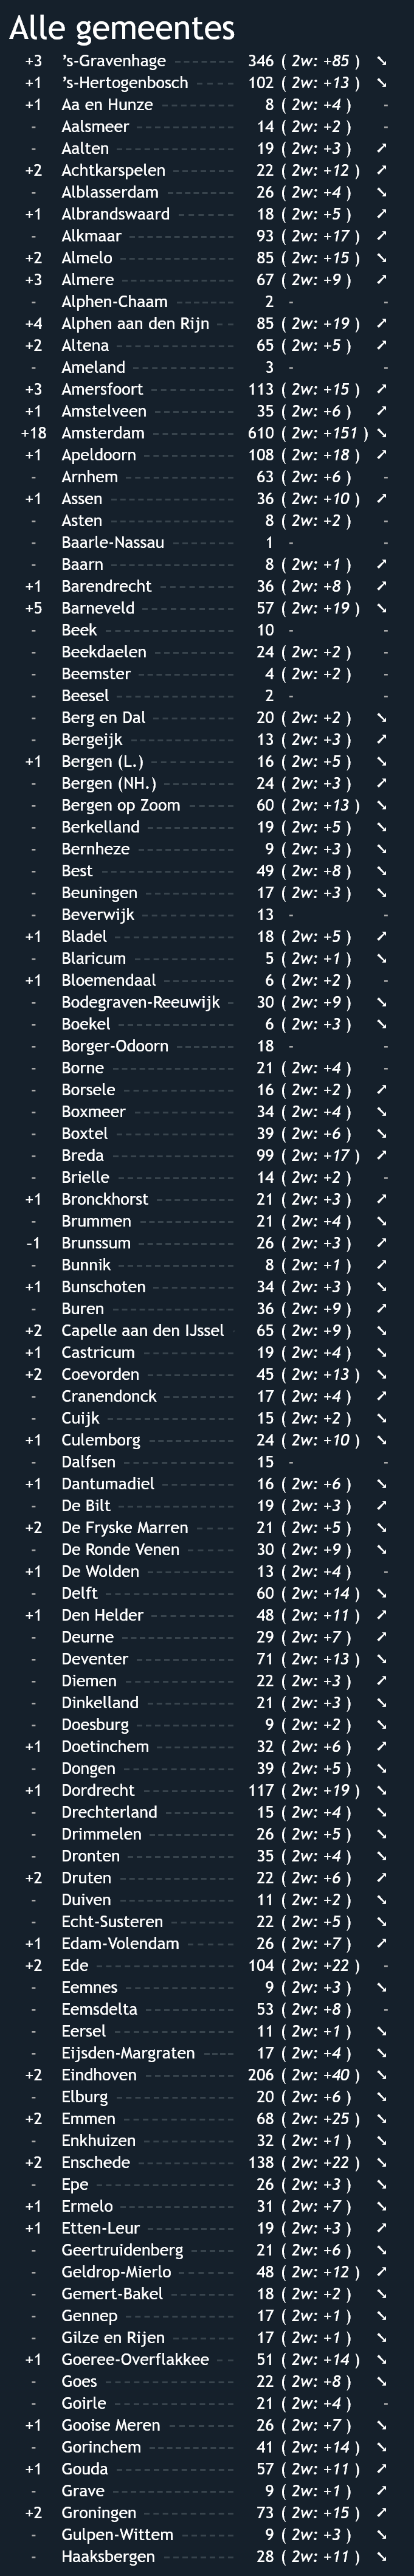 Alle gemeentes
+3 ’s-Gravenhage 346 ( 2w: +85 ) ↘
+1 ’s-Hertogenbosch 102 ( 2w: +13 ) ↘
+1 Aa en Hunze 8 ( 2w: +4 ) -
- Aalsmeer 14 ( 2w: +2 ) -
- Aalten 19 ( 2w: +3 ) ↗
+2 Achtkarspelen 22 ( 2w: +12 ) ↗
- Alblasserdam 26 ( 2w: +4 ) ↘
+1 Albrandswaard 18 ( 2w: +5 ) ↗
- Alkmaar 93 ( 2w: +17 ) ↗
+2 Almelo 85 ( 2w: +15 ) ↘
+3 Almere 67 ( 2w: +9 ) ↗
- Alphen-Chaam 2 - -
+4 Alphen aan den Rijn 85 ( 2w: +19 ) ↗
+2 Altena 65 ( 2w: +5 ) ↗
- Ameland 3 - -
+3 Amersfoort 113 ( 2w: +15 ) ↗
+1 Amstelveen 35 ( 2w: +6 ) ↗
+18 Amsterdam 610 ( 2w: +151 ) ↘
+1 Apeldoorn 108 ( 2w: +18 ) ↗
- Arnhem 63 ( 2w: +6 ) -
+1 Assen 36 ( 2w: +10 ) ↗
- Asten 8 ( 2w: +2 ) -
- Baarle-Nassau 1 - -
- Baarn 8 ( 2w: +1 ) ↗
+1 Barendrecht 36 ( 2w: +8 ) ↗
+5 Barneveld 57 ( 2w: +19 ) ↘
- Beek 10 - -
- Beekdaelen 24 ( 2w: +2 ) -
- Beemster 4 ( 2w: +2 ) -
- Beesel 2 - -
- Berg en Dal 20 ( 2w: +2 ) ↘
- Bergeijk 13 ( 2w: +3 ) ↗
+1 Bergen (L.) 16 ( 2w: +5 ) ↘
- Bergen (NH.) 24 ( 2w: +3 ) ↗
- Bergen op Zoom 60 ( 2w: +13 ) ↘
- Berkelland 19 ( 2w: +5 ) ↘
- Bernheze 9 ( 2w: +3 ) ↘
- Best 49 ( 2w: +8 ) ↘
- Beuningen 17 ( 2w: +3 ) ↘
- Beverwijk 13 - -
+1 Bladel 18 ( 2w: +5 ) ↗
- Blaricum 5 ( 2w: +1 ) ↘
+1 Bloemendaal 6 ( 2w: +2 ) -
- Bodegraven-Reeuwijk 30 ( 2w: +9 ) ↘
- Boekel 6 ( 2w: +3 ) ↘
- Borger-Odoorn 18 - -
- Borne 21 ( 2w: +4 ) -
- Borsele 16 ( 2w: +2 ) ↗
- Boxmeer 34 ( 2w: +4 ) ↘
- Boxtel 39 ( 2w: +6 ) ↘
- Breda 99 ( 2w: +17 ) ↗
- Brielle 14 ( 2w: +2 ) -
+1 Bronckhorst 21 ( 2w: +3 ) ↗
- Brummen 21 ( 2w: +4 ) ↘
-1 Brunssum 26 ( 2w: +3 ) ↗
- Bunnik 8 ( 2w: +1 ) ↗
+1 Bunschoten 34 ( 2w: +3 ) ↘
- Buren 36 ( 2w: +9 ) ↗
+2 Capelle aan den IJssel 65 ( 2w: +9 ) ↘
+1 Castricum 19 ( 2w: +4 ) ↘
+2 Coevorden 45 ( 2w: +13 ) ↘
- Cranendonck 17 ( 2w: +4 ) ↗
- Cuijk 15 ( 2w: +2 ) ↘
+1 Culemborg 24 ( 2w: +10 ) ↗
- Dalfsen 15 - -
+1 Dantumadiel 16 ( 2w: +6 ) ↘
- De Bilt 19 ( 2w: +3 ) ↗
+2 De Fryske Marren 21 ( 2w: +5 ) ↘
- De Ronde Venen 30 ( 2w: +9 ) ↘
+1 De Wolden 13 ( 2w: +4 ) -
- Delft 60 ( 2w: +14 ) ↘
+1 Den Helder 48 ( 2w: +11 ) ↗
- Deurne 29 ( 2w: +7 ) ↗
- Deventer 71 ( 2w: +13 ) ↘
- Diemen 22 ( 2w: +3 ) ↗
- Dinkelland 21 ( 2w: +3 ) ↘
- Doesburg 9 ( 2w: +2 ) ↘
+1 Doetinchem 32 ( 2w: +6 ) ↗
- Dongen 39 ( 2w: +5 ) ↘
+1 Dordrecht 117 ( 2w: +19 ) ↘
- Drechterland 15 ( 2w: +4 ) ↘
- Drimmelen 26 ( 2w: +5 ) ↘
- Dronten 35 ( 2w: +4 ) ↘
+2 Druten 22 ( 2w: +6 ) ↗
- Duiven 11 ( 2w: +2 ) ↘
- Echt-Susteren 22 ( 2w: +5 ) ↘
+1 Edam-Volendam 26 ( 2w: +7 ) ↗
+2 Ede 104 ( 2w: +22 ) -
- Eemnes 9 ( 2w: +3 ) ↘
- Eemsdelta 53 ( 2w: +8 ) -
- Eersel 11 ( 2w: +1 ) ↘
- Eijsden-Margraten 17 ( 2w: +4 ) ↘
+2 Eindhoven 206 ( 2w: +40 ) ↘
- Elburg 20 ( 2w: +6 ) ↘
+2 Emmen 68 ( 2w: +25 ) ↘
- Enkhuizen 32 ( 2w: +1 ) ↘
+2 Enschede 138 ( 2w: +22 ) ↘
- Epe 26 ( 2w: +3 ) ↘
+1 Ermelo 31 ( 2w: +7 ) ↗
+1 Etten-Leur 19 ( 2w: +3 ) ↗
- Geertruidenberg 21 ( 2w: +6 ) ↘
- Geldrop-Mierlo 48 ( 2w: +12 ) ↗
- Gemert-Bakel 18 ( 2w: +2 ) ↘
- Gennep 17 ( 2w: +1 ) ↘
- Gilze en Rijen 17 ( 2w: +1 ) ↘
+1 Goeree-Overflakkee 51 ( 2w: +14 ) ↘
- Goes 22 ( 2w: +8 ) ↘
- Goirle 21 ( 2w: +4 ) -
+1 Gooise Meren 26 ( 2w: +7 ) ↘
- Gorinchem 41 ( 2w: +14 ) ↘
+1 Gouda 57 ( 2w: +11 ) ↗
- Grave 9 ( 2w: +1 ) ↗
+2 Groningen 73 ( 2w: +15 ) ↗
- Gulpen-Wittem 9 ( 2w: +3 ) ↘
- Haaksbergen 28 ( 2w: +11 ) ↘